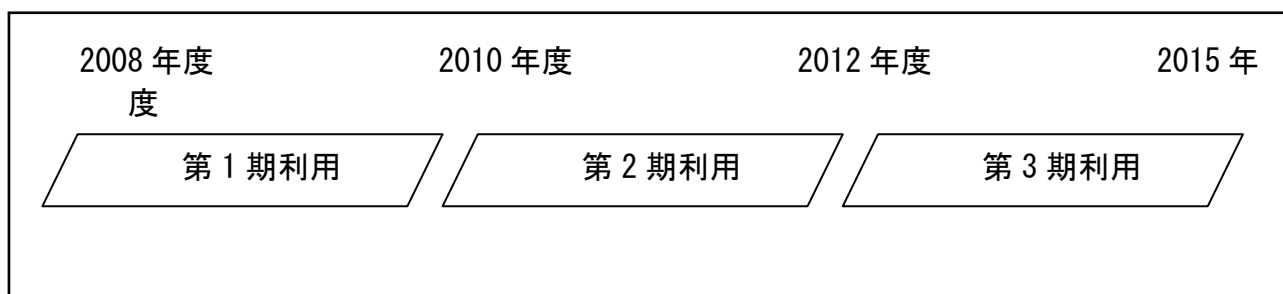 2008 年度 2010 年度 2012 年度 2015 年
度
第 1 期利用 第 2 期利用 第 3 期利用